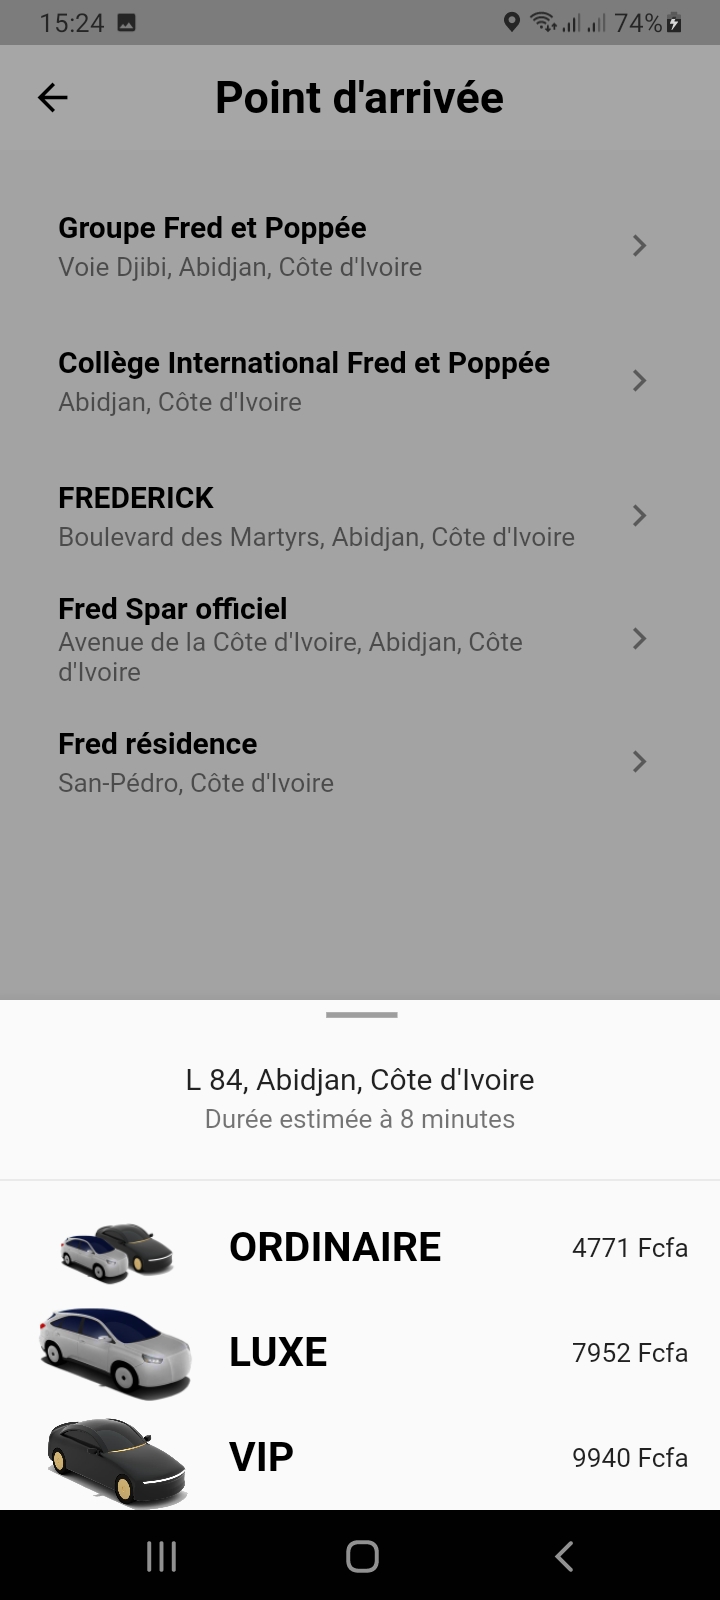 15:24
74%
Point d'arrivée
Groupe Fred et Poppée
Voie Djibi, Abidjan, Côte d'Ivoire
Collège International Fred et Poppée
Abidjan, Côte d'Ivoire
FREDERICK
Boulevard des Martyrs, Abidjan, Côte d'Ivoire
Fred Spar officiel
Avenue de la Côte d'Ivoire, Abidjan, Côte
d'Ivoire
Fred résidence
San-Pédro, Côte d'Ivoire
L 84, Abidjan, Côte d'Ivoire
Durée estimée à 8 minutes
ORDINAIRE 4771 Fcfa
LUXE 7952 Fcfa
VIP 9940 Fcfa